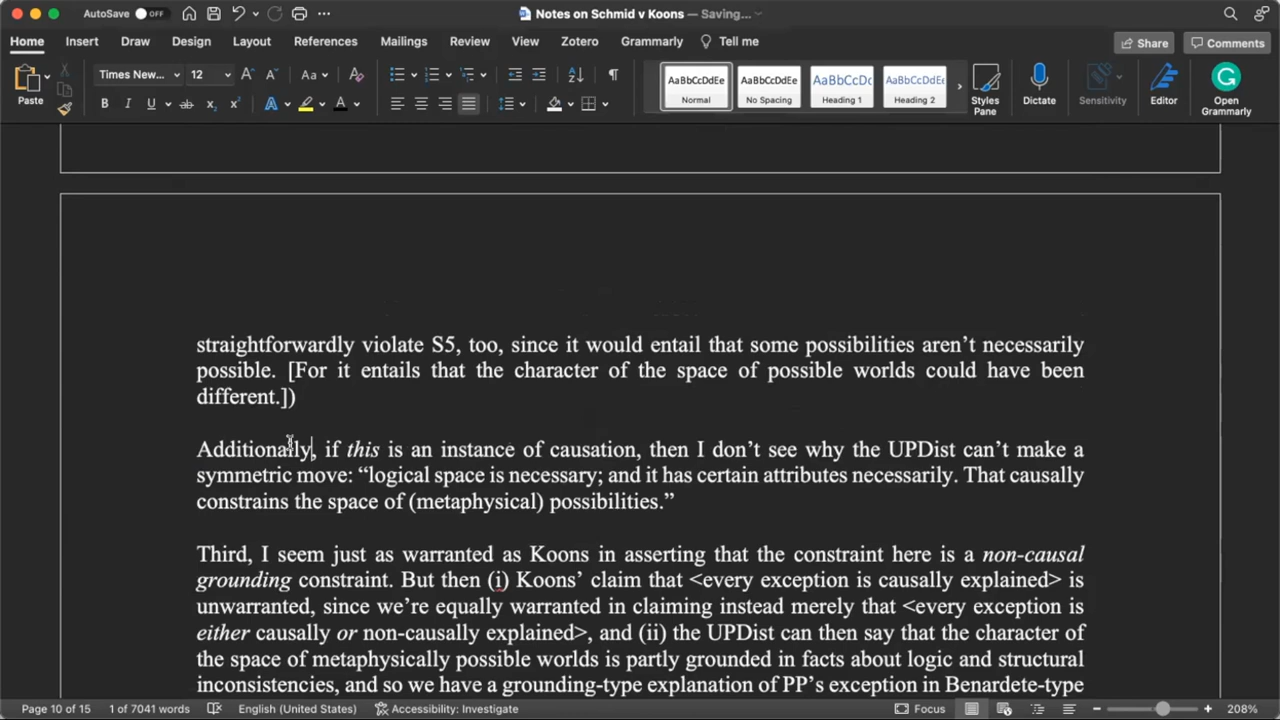 AutoSave OFF
Notes on Schmid v Koons — Saving...
Home Insert Draw Design Layout References Mailings Review View Zotero Grammarly Tell me Share Comments
Times New... 12 Aa
AaBbCcDdEe AaBbCcDdEe AaBbCcDc AaBbCcDdEe
Paste Normal No Spacing Heading 1 Heading 2 Styles Pane Dictate Sensitivity Editor Open Grammarly
straightforwardly violate S5, too, since it would entail that some possibilities aren’t necessarily
possible. [For it entails that the character of the space of possible worlds could have been
different.])
Additionally, if this is an instance of causation, then I don’t see why the UPDist can’t make a
symmetric move: “logical space is necessary; and it has certain attributes necessarily. That causally
constrains the space of (metaphysical) possibilities.”
Third, I seem just as warranted as Koons in asserting that the constraint here is a non-causal
grounding constraint. But then (i) Koons’ claim that <every exception is causally explained> is
unwarranted, since we’re equally warranted in claiming instead merely that <every exception is
either causally or non-causally explained>, and (ii) the UPDist can then say that the character of
the space of metaphysically possible worlds is partly grounded in facts about logic and structural
inconsistencies, and so we have a grounding-type explanation of PP’s exception in Benardete-type
Page 10 of 15 1 of 7041 words English (United States) Accessibility: Investigate Focus 208%